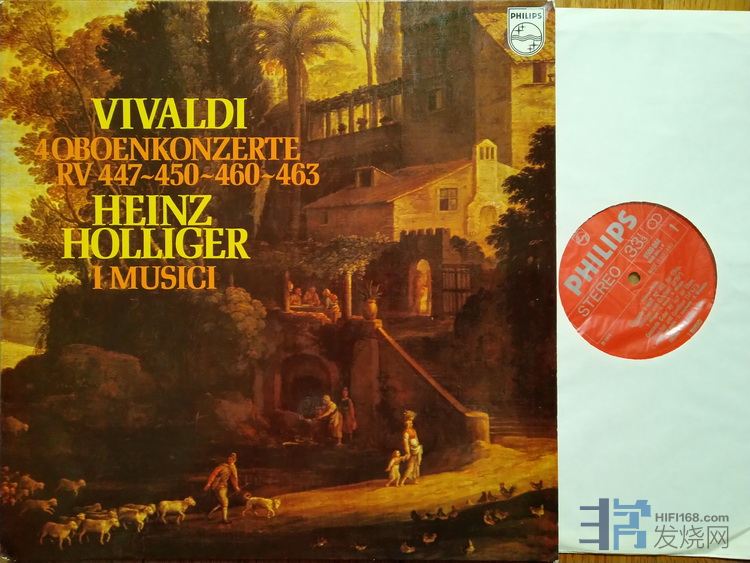 PHILIPS
VIVALDI
4 OBOENKONZERTE
RV 447~450~460~463
HEINZ
HOLLIGER
I MUSICI
PHILIPS
STEREO
33⅓
1
HIFI168.com
发烧网